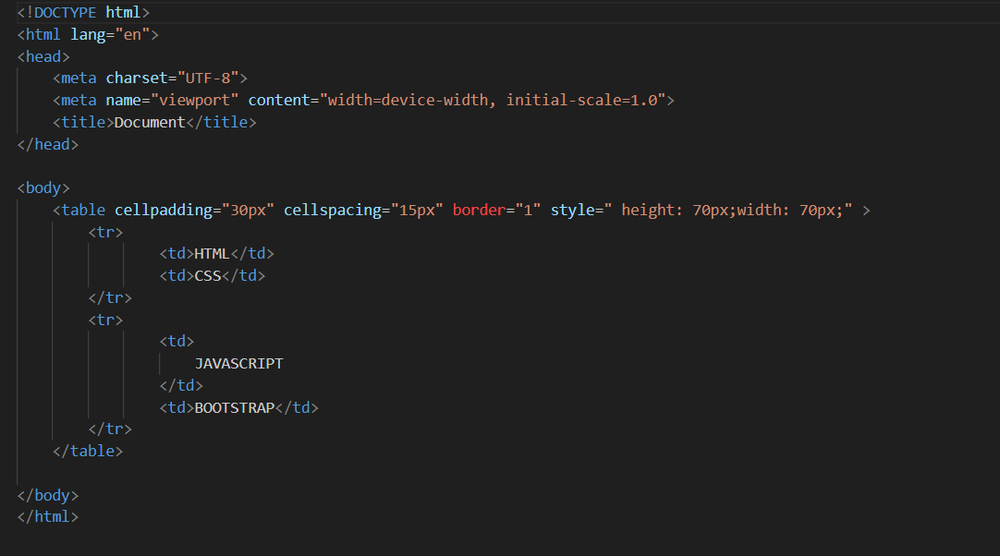 <!DOCTYPE html>
<html lang="en">
<head>
    <meta charset="UTF-8">
    <meta name="viewport" content="width=device-width, initial-scale=1.0">
    <title>Document</title>
</head>

<body>
    <table cellpadding="30px" cellspacing="15px" border="1" style=" height: 70px;width: 70px;" >
        <tr>
                <td>HTML</td>
                <td>CSS</td>
        </tr>
        <tr>
                <td>
                    JAVASCRIPT
                </td>
                <td>BOOTSTRAP</td>
        </tr>
    </table>

</body>
</html>